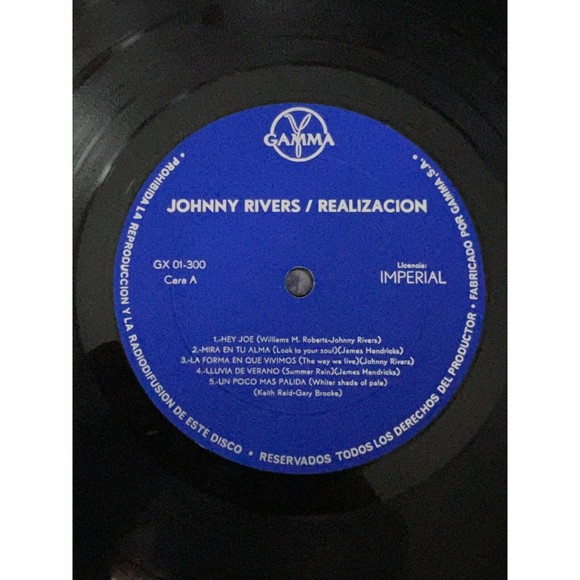 GAMMA
JOHNNY RIVERS / REALIZACION
GX 01-300
Cara A
Licencia:
IMPERIAL
1.-HEY JOE (Williams M. Roberts-Johnny Rivers)
2.-MIRA EN TU ALMA (Look to your soul)(James Hendricks)
3.-LA FORMA EN QUE VIVIMOS (The way we live)(Johnny Rivers)
4.-LLUVIA DE VERANO (Summer Rain)(James Hendricks)
5.-UN POCO MAS PALIDA (Whiter shade of pale)
(Keith Reid-Gary Brooke)
• PROHIBIDA LA REPRODUCCION Y LA RADIODIFUSION DE ESTE DISCO • RESERVADOS TODOS LOS DERECHOS DEL PRODUCTOR • FABRICADO POR GAMMA, S.A. •